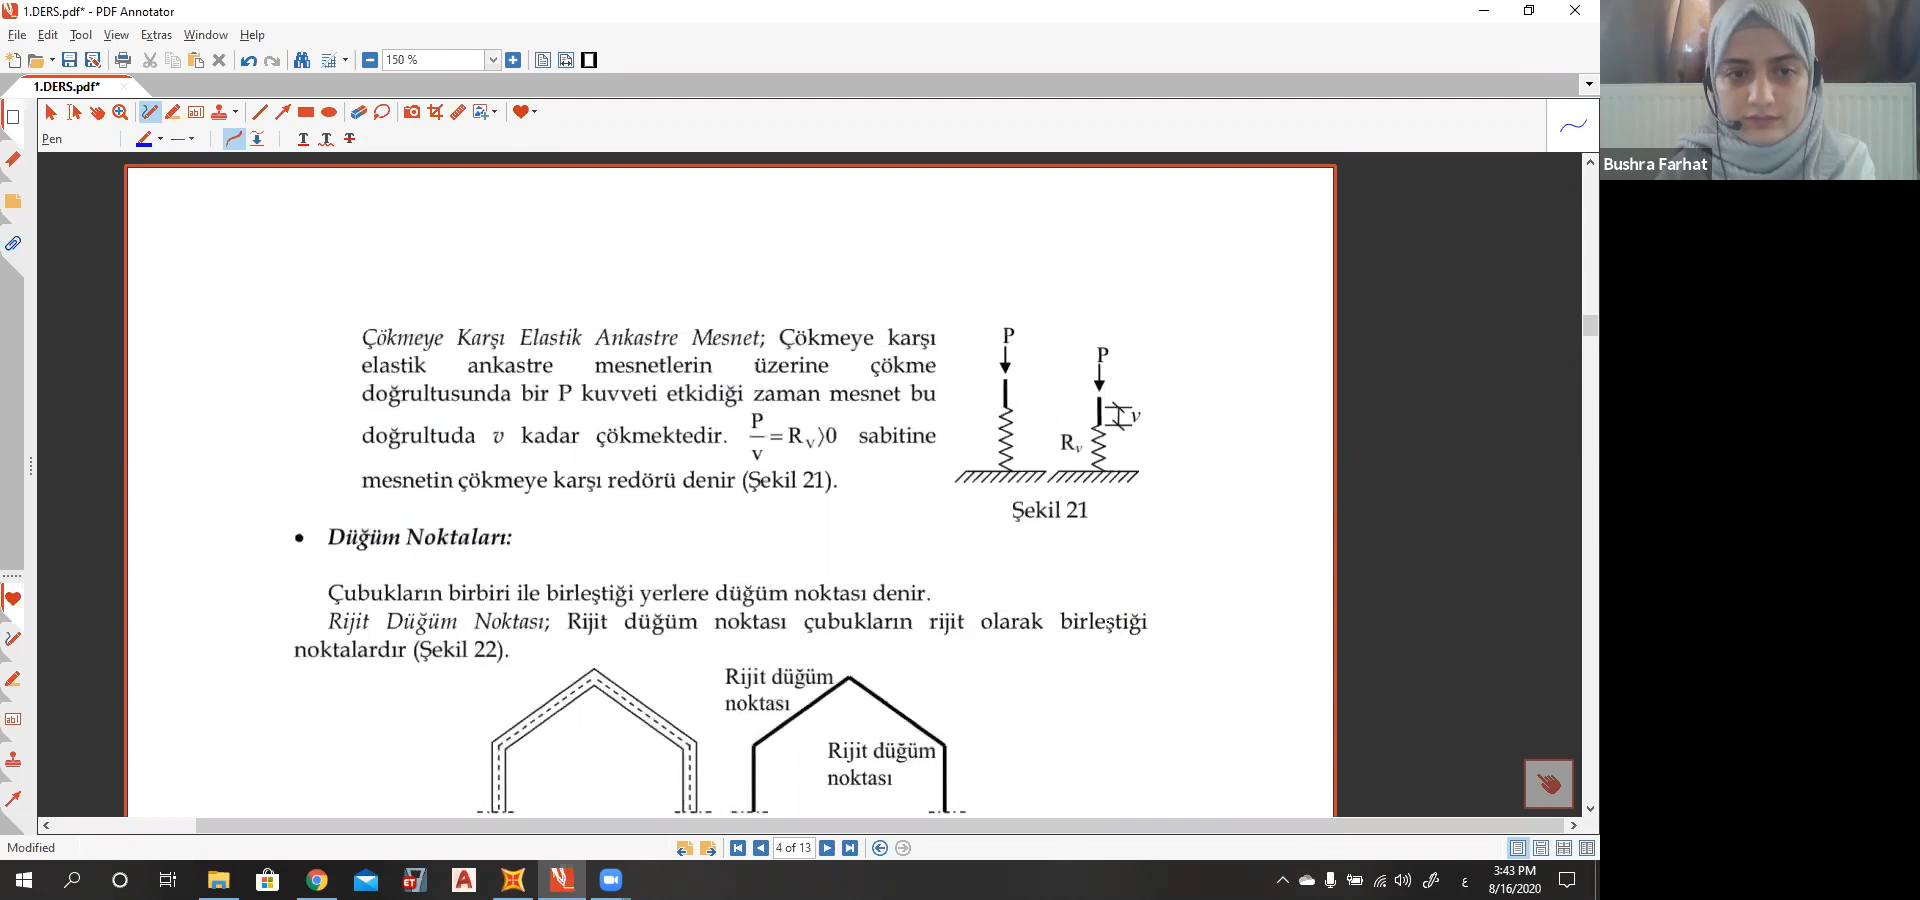 1.DERS.pdf* - PDF Annotator
File Edit Tool View Extras Window Help
150 %
1.DERS.pdf*
Pen
Bushra Farhat
Çökmeye Karşı Elastik Ankastre Mesnet; Çökmeye karşı
elastik ankastre mesnetlerin üzerine çökme
doğrultusunda bir P kuvveti etkidiği zaman mesnet bu
doğrultuda v kadar çökmektedir. P/v = Rv⟩0 sabitine
mesnetin çökmeye karşı redörü denir (Şekil 21).
P
P
v
Rv
Şekil 21
• Düğüm Noktaları:
Çubukların birbiri ile birleştiği yerlere düğüm noktası denir.
Rijit Düğüm Noktası; Rijit düğüm noktası çubukların rijit olarak birleştiği
noktalardır (Şekil 22).
Rijit düğüm
noktası
Rijit düğüm
noktası
Modified
4 of 13
3:43 PM
8/16/2020